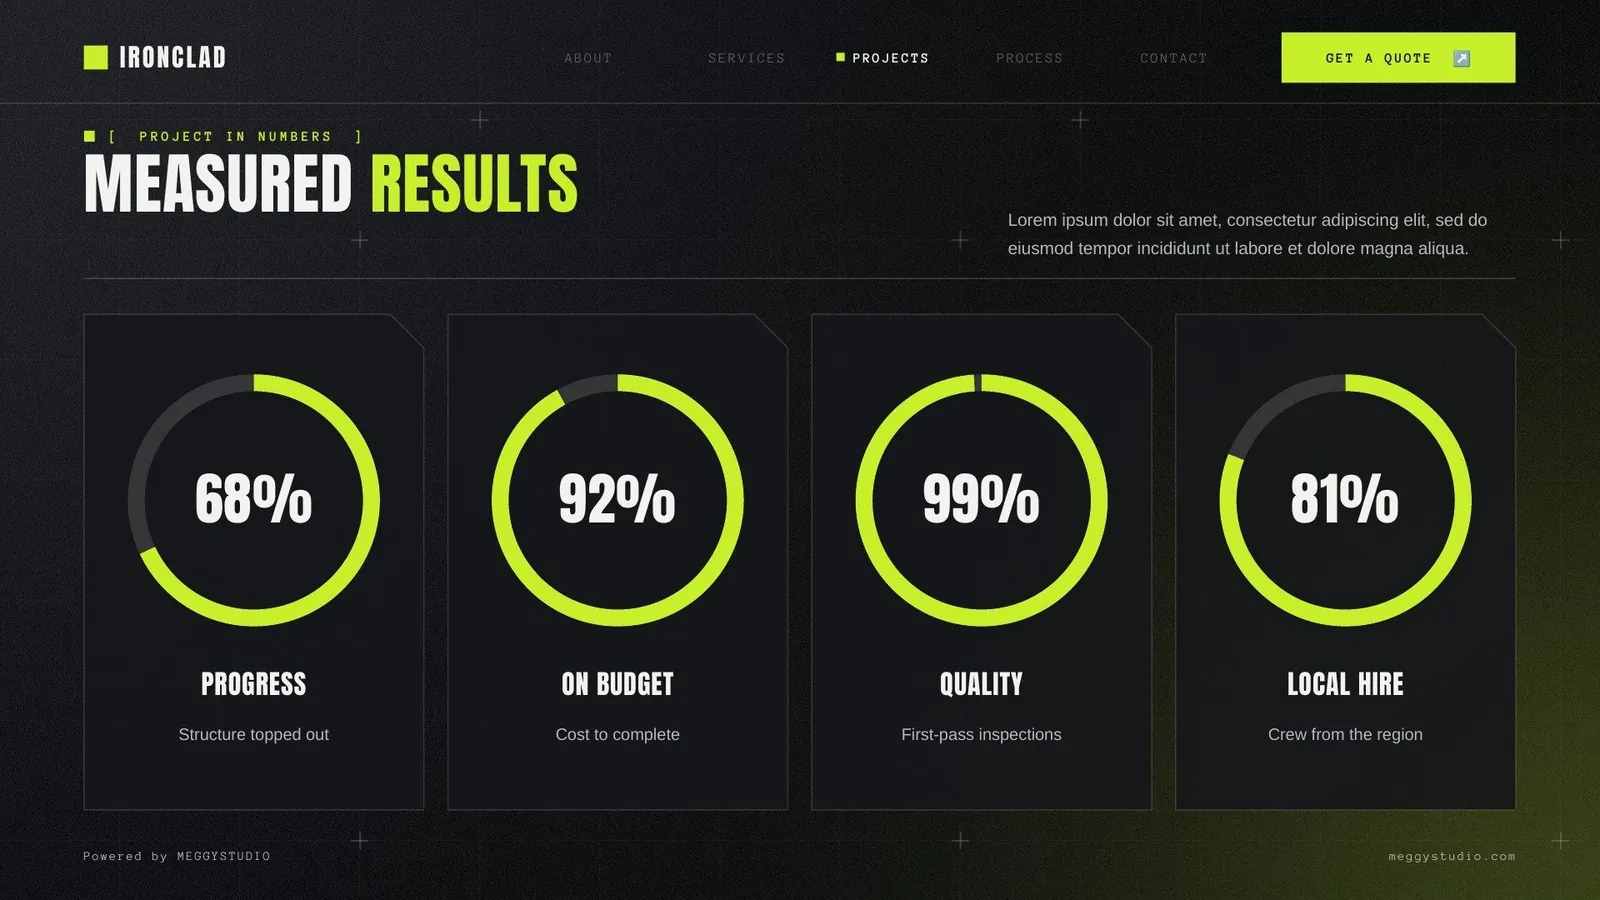 IRONCLAD
ABOUT SERVICES PROJECTS PROCESS CONTACT
GET A QUOTE ↗
[ PROJECT IN NUMBERS ]
MEASURED RESULTS
Lorem ipsum dolor sit amet, consectetur adipiscing elit, sed do
eiusmod tempor incididunt ut labore et dolore magna aliqua.
68%
PROGRESS
Structure topped out
92%
ON BUDGET
Cost to complete
99%
QUALITY
First-pass inspections
81%
LOCAL HIRE
Crew from the region
Powered by MEGGYSTUDIO
meggystudio.com